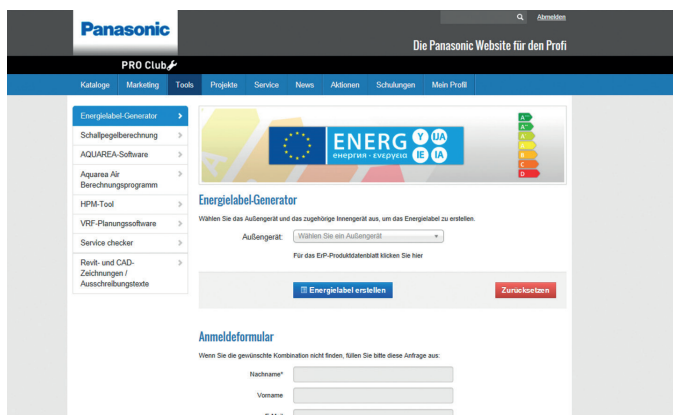 Abmelden
Panasonic
Die Panasonic Website für den Profi
PRO Club
Kataloge Marketing Tools Projekte Service News Aktionen Schulungen Mein Profil
Energielabel-Generator
Schallpegelberechnung
AQUAREA-Software
Aquarea Air
Berechnungsprogramm
HPM-Tool
VRF-Planungssoftware
Service checker
Revit- und CAD-
Zeichnungen /
Ausschreibungstexte
ENERG Y IJA
енергия · ενεργεια IE IA
A+++
A++
A+
A
B
C
D
Energielabel-Generator
Wählen Sie das Außengerät und das zugehörige Innengerät aus, um das Energielabel zu erstellen.
Außengerät: Wählen Sie ein Außengerät
Für das ErP-Produktdatenblatt klicken Sie hier
Energielabel erstellen Zurücksetzen
Anmeldeformular
Wenn Sie die gewünschte Kombination nicht finden, füllen Sie bitte diese Anfrage aus:
Nachname*
Vorname